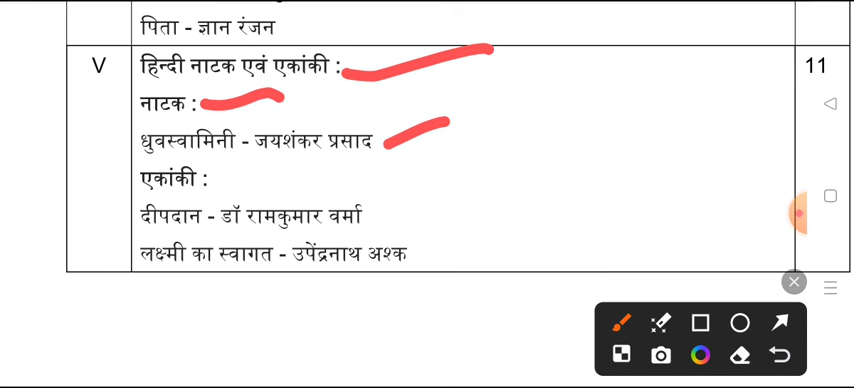 पिता - ज्ञान रंजन
V हिन्दी नाटक एवं एकांकी : 11
नाटक :
धुवस्वामिनी - जयशंकर प्रसाद
एकांकी :
दीपदान - डॉ रामकुमार वर्मा
लक्ष्मी का स्वागत - उपेंद्रनाथ अश्क